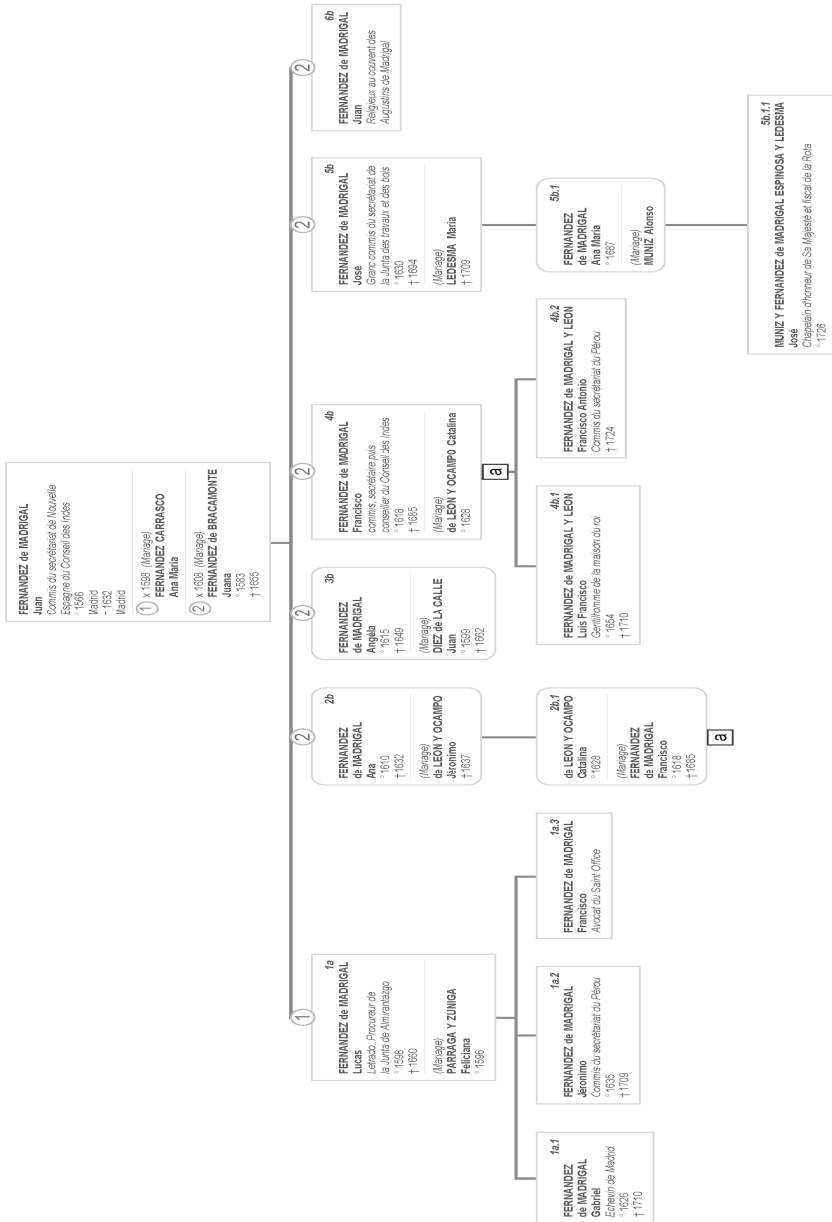 FERNANDEZ de MADRIGAL
Juan
Commis du secrétariat de Nouvelle
Espagne du Conseil des Indes
° 1566
Madrid
- 1632
Madrid
1 x 1598 (Mariage)
FERNANDEZ CARRASCO
Ana Maria
2 x 1608 (Mariage)
FERNANDEZ de BRACAMONTE
Juana
° 1583
† 1655
1
2
2
2
2
2
1a
FERNANDEZ de MADRIGAL
Lucas
Letrado. Procureur de
la Junta de Almirantazgo
° 1598
† 1660
(Mariage)
PARRAGA Y ZUNIGA
Feliciana
° 1596
2b
FERNANDEZ
de MADRIGAL
Ana
° 1610
† 1632
(Mariage)
de LEON Y OCAMPO
Jéronimo
† 1637
3b
FERNANDEZ
de MADRIGAL
Angéla
° 1615
† 1649
(Mariage)
DIEZ de LA CALLE
Juan
° 1599
† 1662
4b
FERNANDEZ de MADRIGAL
Francisco
commis, secrétaire puis
conseiller du Conseil des Indes
° 1618
† 1685
(Mariage)
de LEON Y OCAMPO Catalina
° 1628
a
5b
FERNANDEZ de MADRIGAL
José
Granc commis du secrétariat de
la Junta des travaux et des bois
° 1630
† 1694
(Mariage)
LEDESMA Maria
† 1709
6b
FERNANDEZ de MADRIGAL
Juan
Religieux au couvent des
Augustins de Madrigal
1a.1
FERNANDEZ
de MADRIGAL
Gabriel
Echevin de Madrid.
° 1626
† 1710
1a.2
FERNANDEZ de MADRIGAL
Jéronimo
Commis du secrétariat du Pérou
° 1635
† 1709
1a.3
FERNANDEZ de MADRIGAL
Francisco
Avocat du Saint Office
2b.1
de LEON Y OCAMPO
Catalina
° 1628
(Mariage)
FERNANDEZ
de MADRIGAL
Francisco
° 1618
† 1685
a
4b.1
FERNANDEZ de MADRIGAL Y LEON
Luis Francisco
Gentilhomme de la maison du roi
° 1654
† 1710
4b.2
FERNANDEZ de MADRIGAL Y LEON
Francisco Antonio
Commis du secrétariat du Pérou
† 1724
5b.1
FERNANDEZ
de MADRIGAL
Ana Maria
° 1687
(Mariage)
MUNIZ Alonso
5b.1.1
MUNIZ Y FERNANDEZ de MADRIGAL ESPINOSA Y LEDESMA
José
Chapelain d'honneur de Sa Majesté et fiscal de la Rota
° 1726